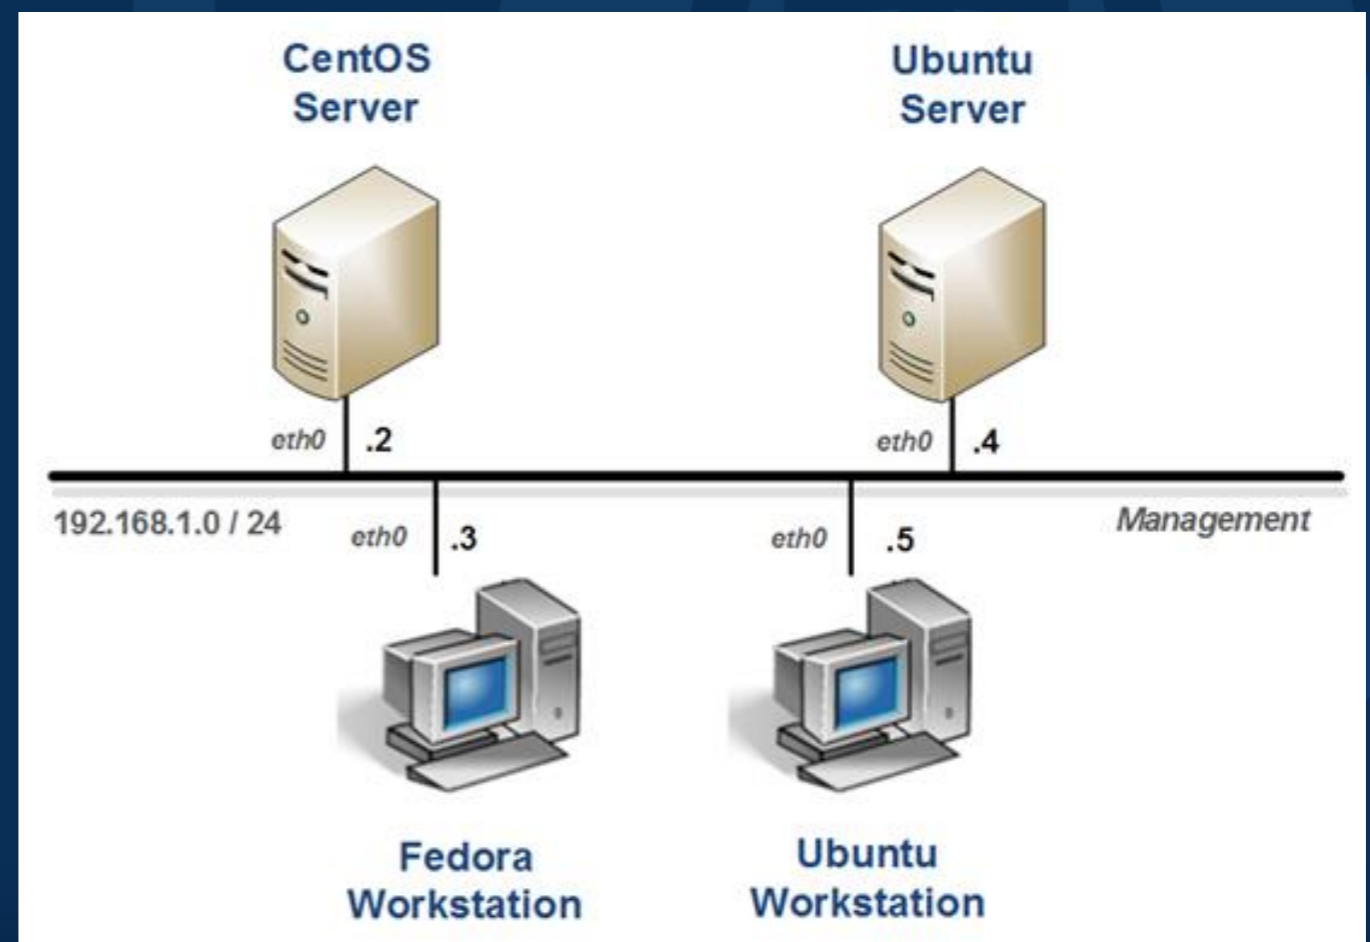 CentOS
Server
Ubuntu
Server
eth0 .2
eth0 .4
192.168.1.0 / 24
eth0 .3
eth0 .5
Management
Fedora
Workstation
Ubuntu
Workstation